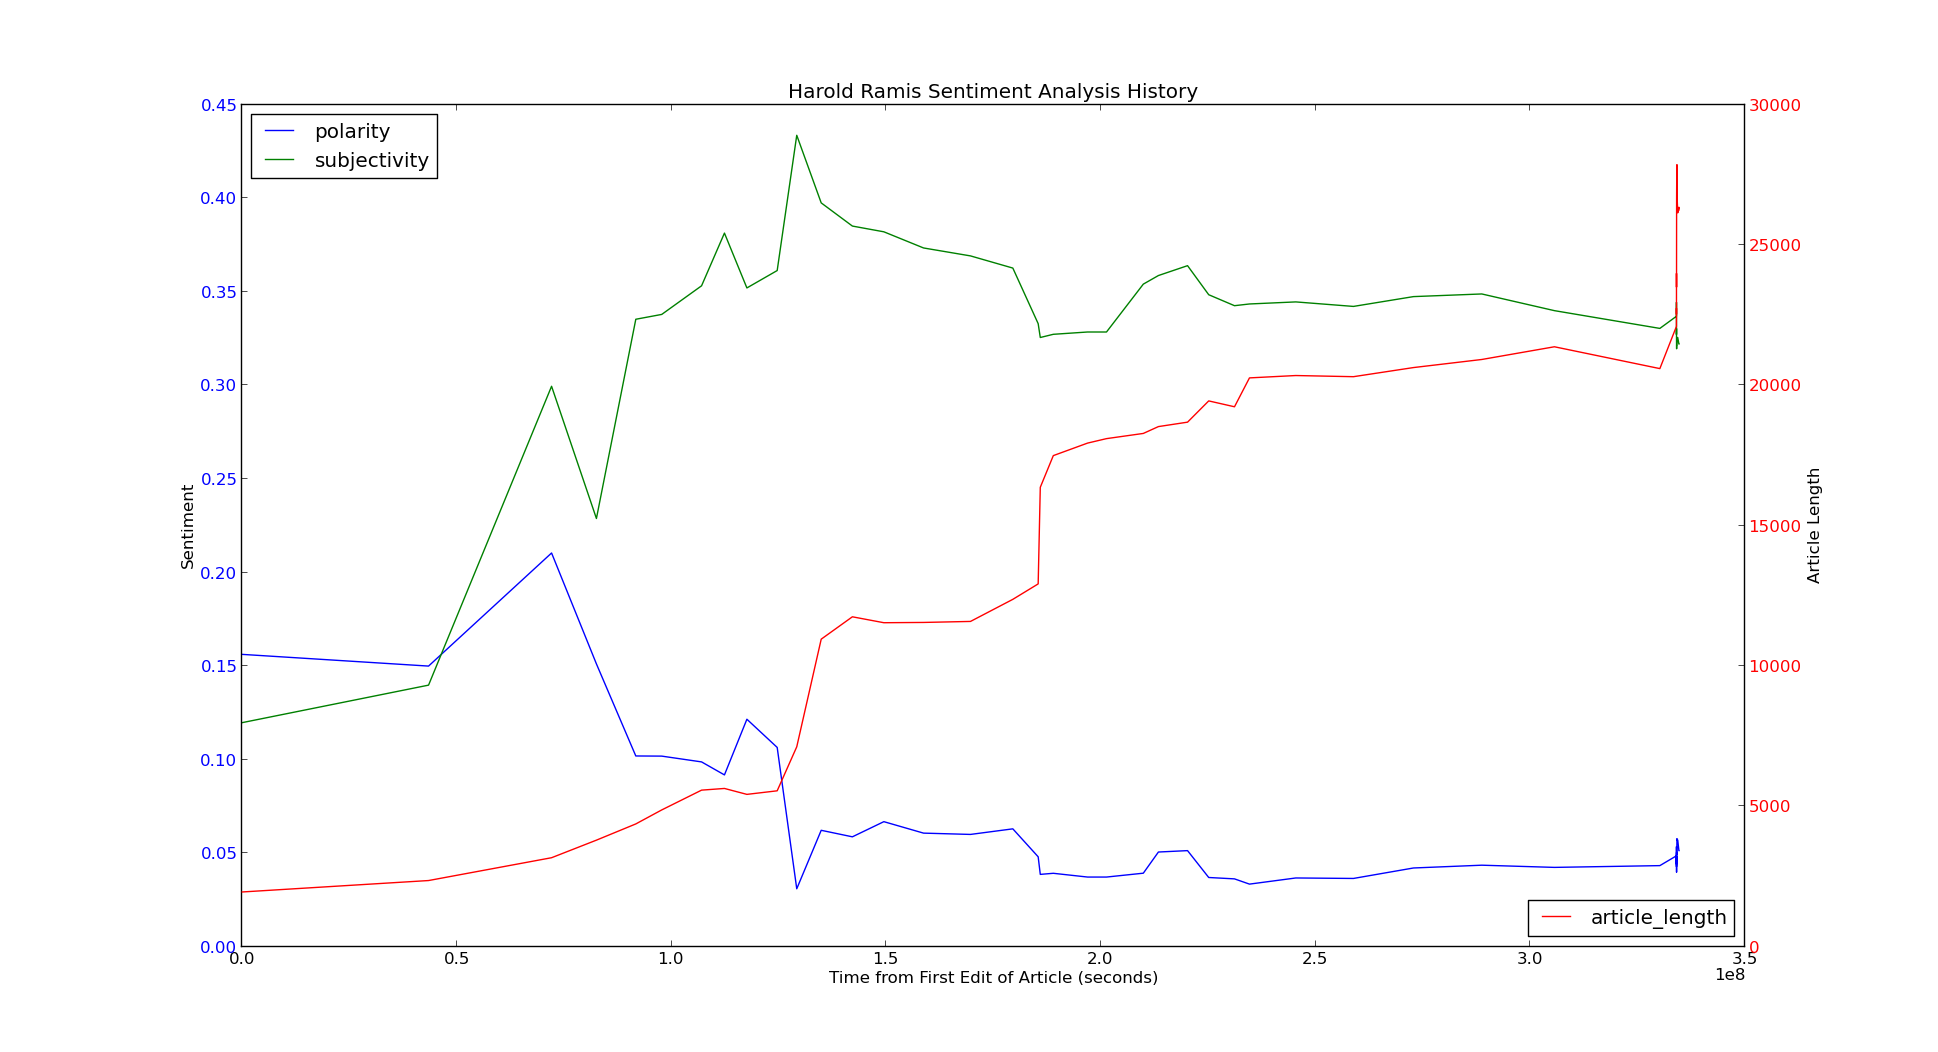 Harold Ramis Sentiment Analysis History
polarity
subjectivity
0.45
0.40
0.35
0.30
0.25
0.20
0.15
0.10
0.05
0.00
Sentiment
30000
25000
20000
15000
10000
5000
0
Article Length
article_length
0.0 0.5 1.0 1.5 2.0 2.5 3.0 3.5
1e8
Time from First Edit of Article (seconds)